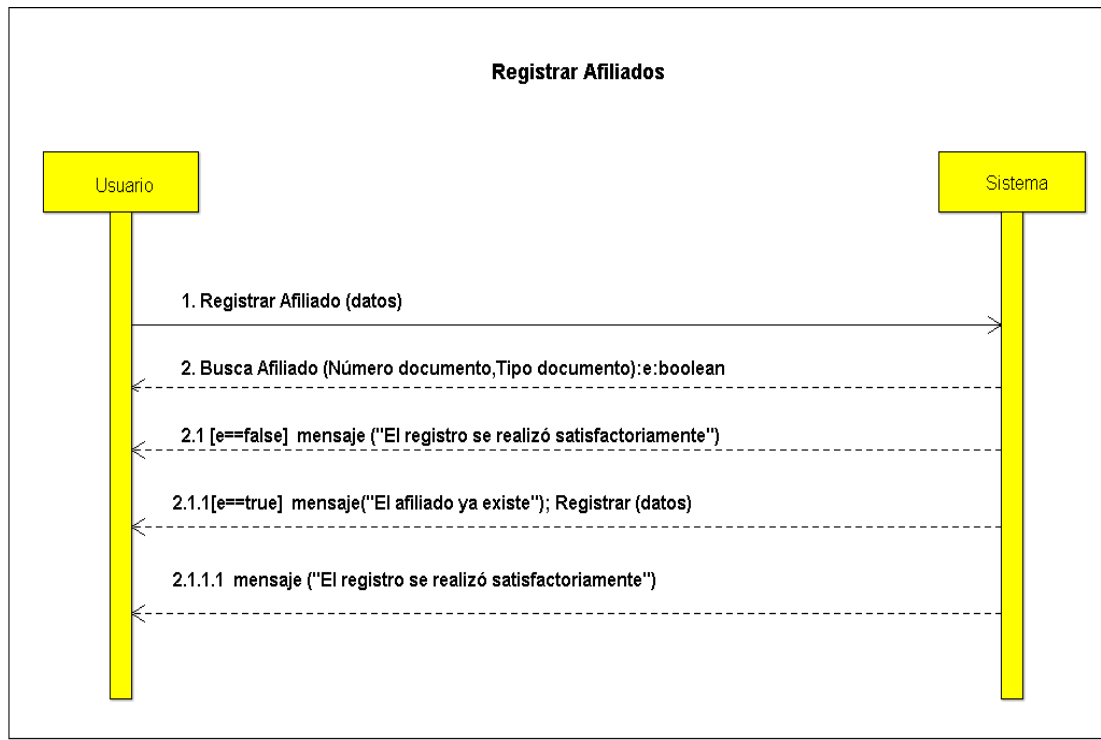 Registrar Afiliados
Usuario
Sistema
1. Registrar Afiliado (datos)
2. Busca Afiliado (Número documento,Tipo documento):e:boolean
2.1 [e==false] mensaje ("El registro se realizó satisfactoriamente")
2.1.1[e==true] mensaje("El afiliado ya existe"); Registrar (datos)
2.1.1.1 mensaje ("El registro se realizó satisfactoriamente")